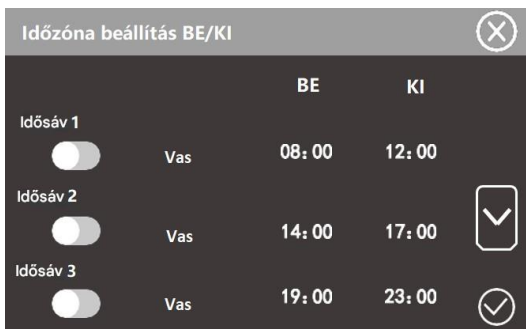 Időzóna beállítás BE/KI
BE KI
Idősáv 1
Vas 08:00 12:00
Idősáv 2
Vas 14:00 17:00
Idősáv 3
Vas 19:00 23:00